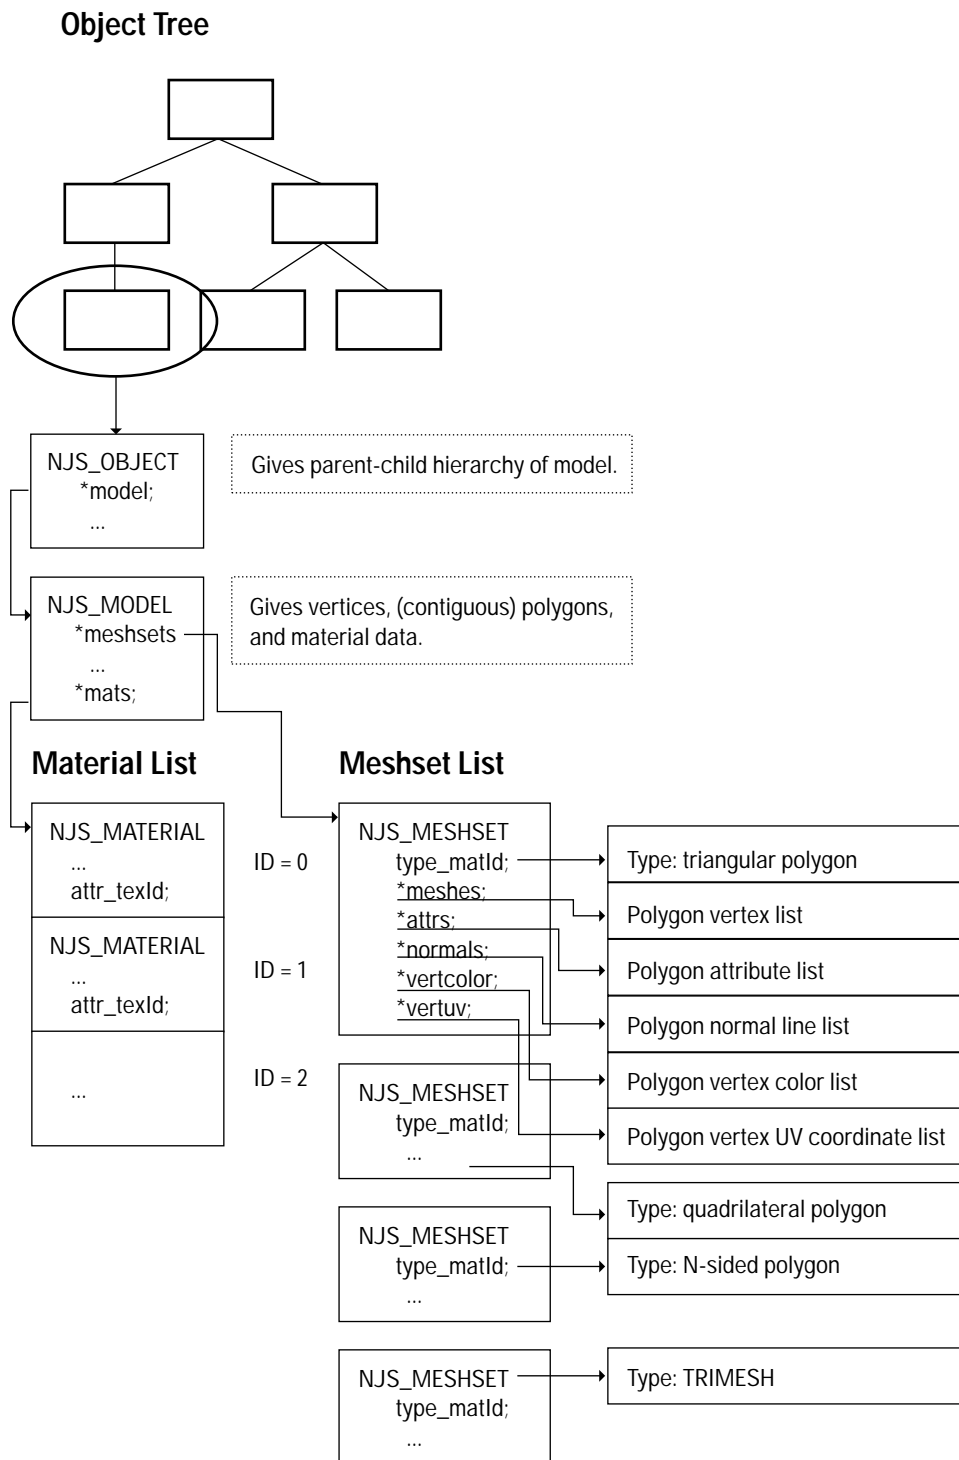 Object Tree
NJS_OBJECT
*model;
...
Gives parent-child hierarchy of model.
NJS_MODEL
*meshsets
...
*mats;
Gives vertices, (contiguous) polygons,
and material data.
Material List
NJS_MATERIAL
...
attr_texId;
NJS_MATERIAL
...
attr_texId;
...
ID = 0
ID = 1
ID = 2
Meshset List
NJS_MESHSET
type_matId;
*meshes;
*attrs;
*normals;
*vertcolor;
*vertuv;
NJS_MESHSET
type_matId;
...
NJS_MESHSET
type_matId;
...
NJS_MESHSET
type_matId;
...
Type: triangular polygon
Polygon vertex list
Polygon attribute list
Polygon normal line list
Polygon vertex color list
Polygon vertex UV coordinate list
Type: quadrilateral polygon
Type: N-sided polygon
Type: TRIMESH